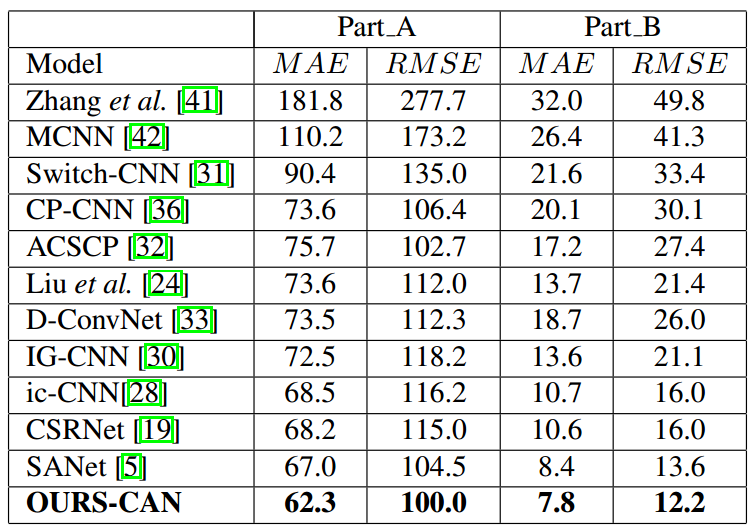 Part_A Part_B
Model MAE RMSE MAE RMSE
Zhang et al. [41] 181.8 277.7 32.0 49.8
MCNN [42] 110.2 173.2 26.4 41.3
Switch-CNN [31] 90.4 135.0 21.6 33.4
CP-CNN [36] 73.6 106.4 20.1 30.1
ACSCP [32] 75.7 102.7 17.2 27.4
Liu et al. [24] 73.6 112.0 13.7 21.4
D-ConvNet [33] 73.5 112.3 18.7 26.0
IG-CNN [30] 72.5 118.2 13.6 21.1
ic-CNN[28] 68.5 116.2 10.7 16.0
CSRNet [19] 68.2 115.0 10.6 16.0
SANet [5] 67.0 104.5 8.4 13.6
OURS-CAN 62.3 100.0 7.8 12.2